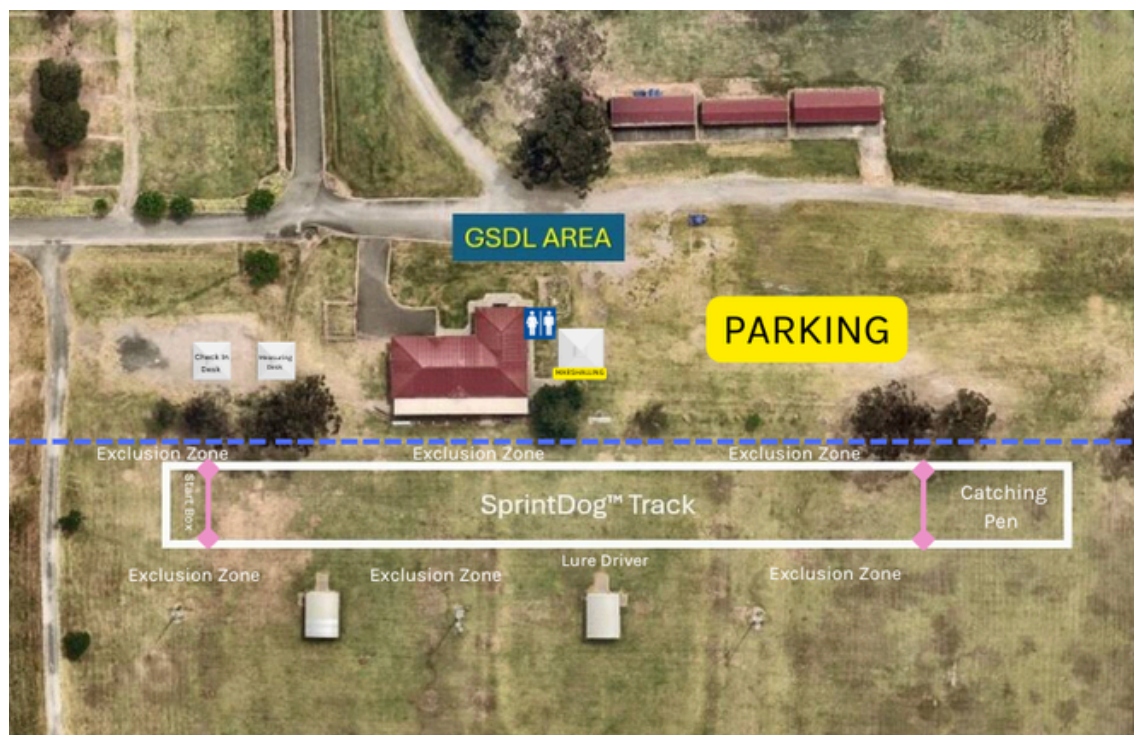 GSDL AREA
PARKING
Check In
Desk
Measuring
Desk
MARSHALLING
Exclusion Zone
Exclusion Zone
Exclusion Zone
Start Box
SprintDog™ Track
Catching
Pen
Lure Driver
Exclusion Zone
Exclusion Zone
Exclusion Zone